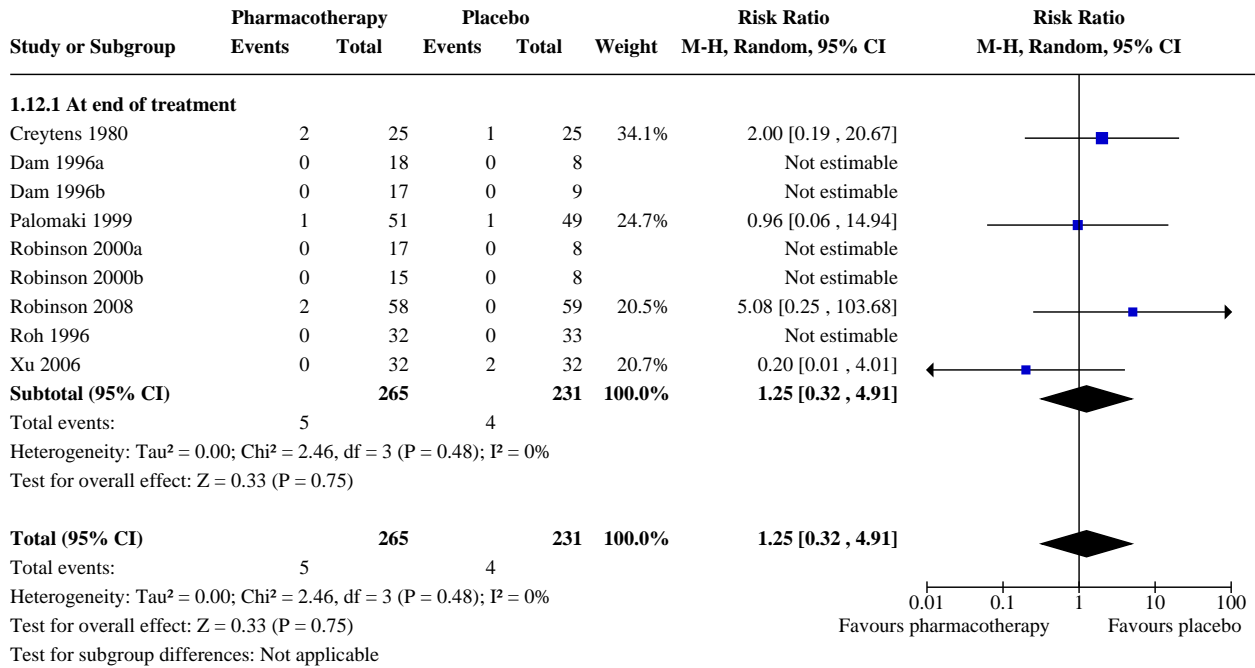 Pharmacotherapy Placebo Risk Ratio Risk Ratio
Study or Subgroup Events Total Events Total Weight M-H, Random, 95% CI M-H, Random, 95% CI
1.12.1 At end of treatment
Creytens 1980 2 25 1 25 34.1% 2.00 [0.19 , 20.67]
Dam 1996a 0 18 0 8 Not estimable
Dam 1996b 0 17 0 9 Not estimable
Palomaki 1999 1 51 1 49 24.7% 0.96 [0.06 , 14.94]
Robinson 2000a 0 17 0 8 Not estimable
Robinson 2000b 0 15 0 8 Not estimable
Robinson 2008 2 58 0 59 20.5% 5.08 [0.25 , 103.68]
Roh 1996 0 32 0 33 Not estimable
Xu 2006 0 32 2 32 20.7% 0.20 [0.01 , 4.01]
Subtotal (95% CI) 265 231 100.0% 1.25 [0.32 , 4.91]
Total events: 5 4
Heterogeneity: Tau² = 0.00; Chi² = 2.46, df = 3 (P = 0.48); I² = 0%
Test for overall effect: Z = 0.33 (P = 0.75)
Total (95% CI) 265 231 100.0% 1.25 [0.32 , 4.91]
Total events: 5 4
Heterogeneity: Tau² = 0.00; Chi² = 2.46, df = 3 (P = 0.48); I² = 0%
0.01 0.1 1 10 100
Test for overall effect: Z = 0.33 (P = 0.75) Favours pharmacotherapy Favours placebo
Test for subgroup differences: Not applicable